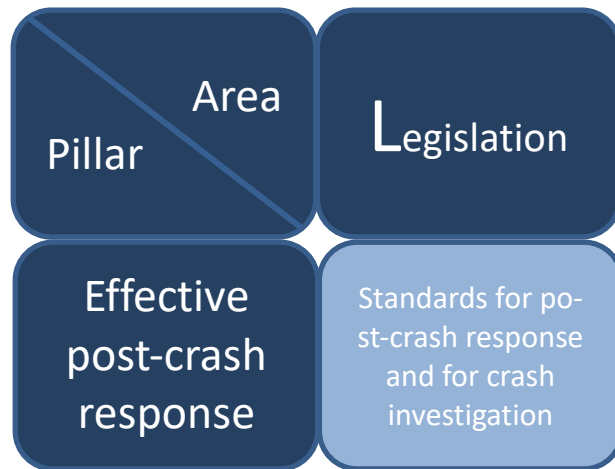 Area
Pillar
Legislation
Effective
post-crash
response
Standards for po-
st-crash response
and for crash
investigation